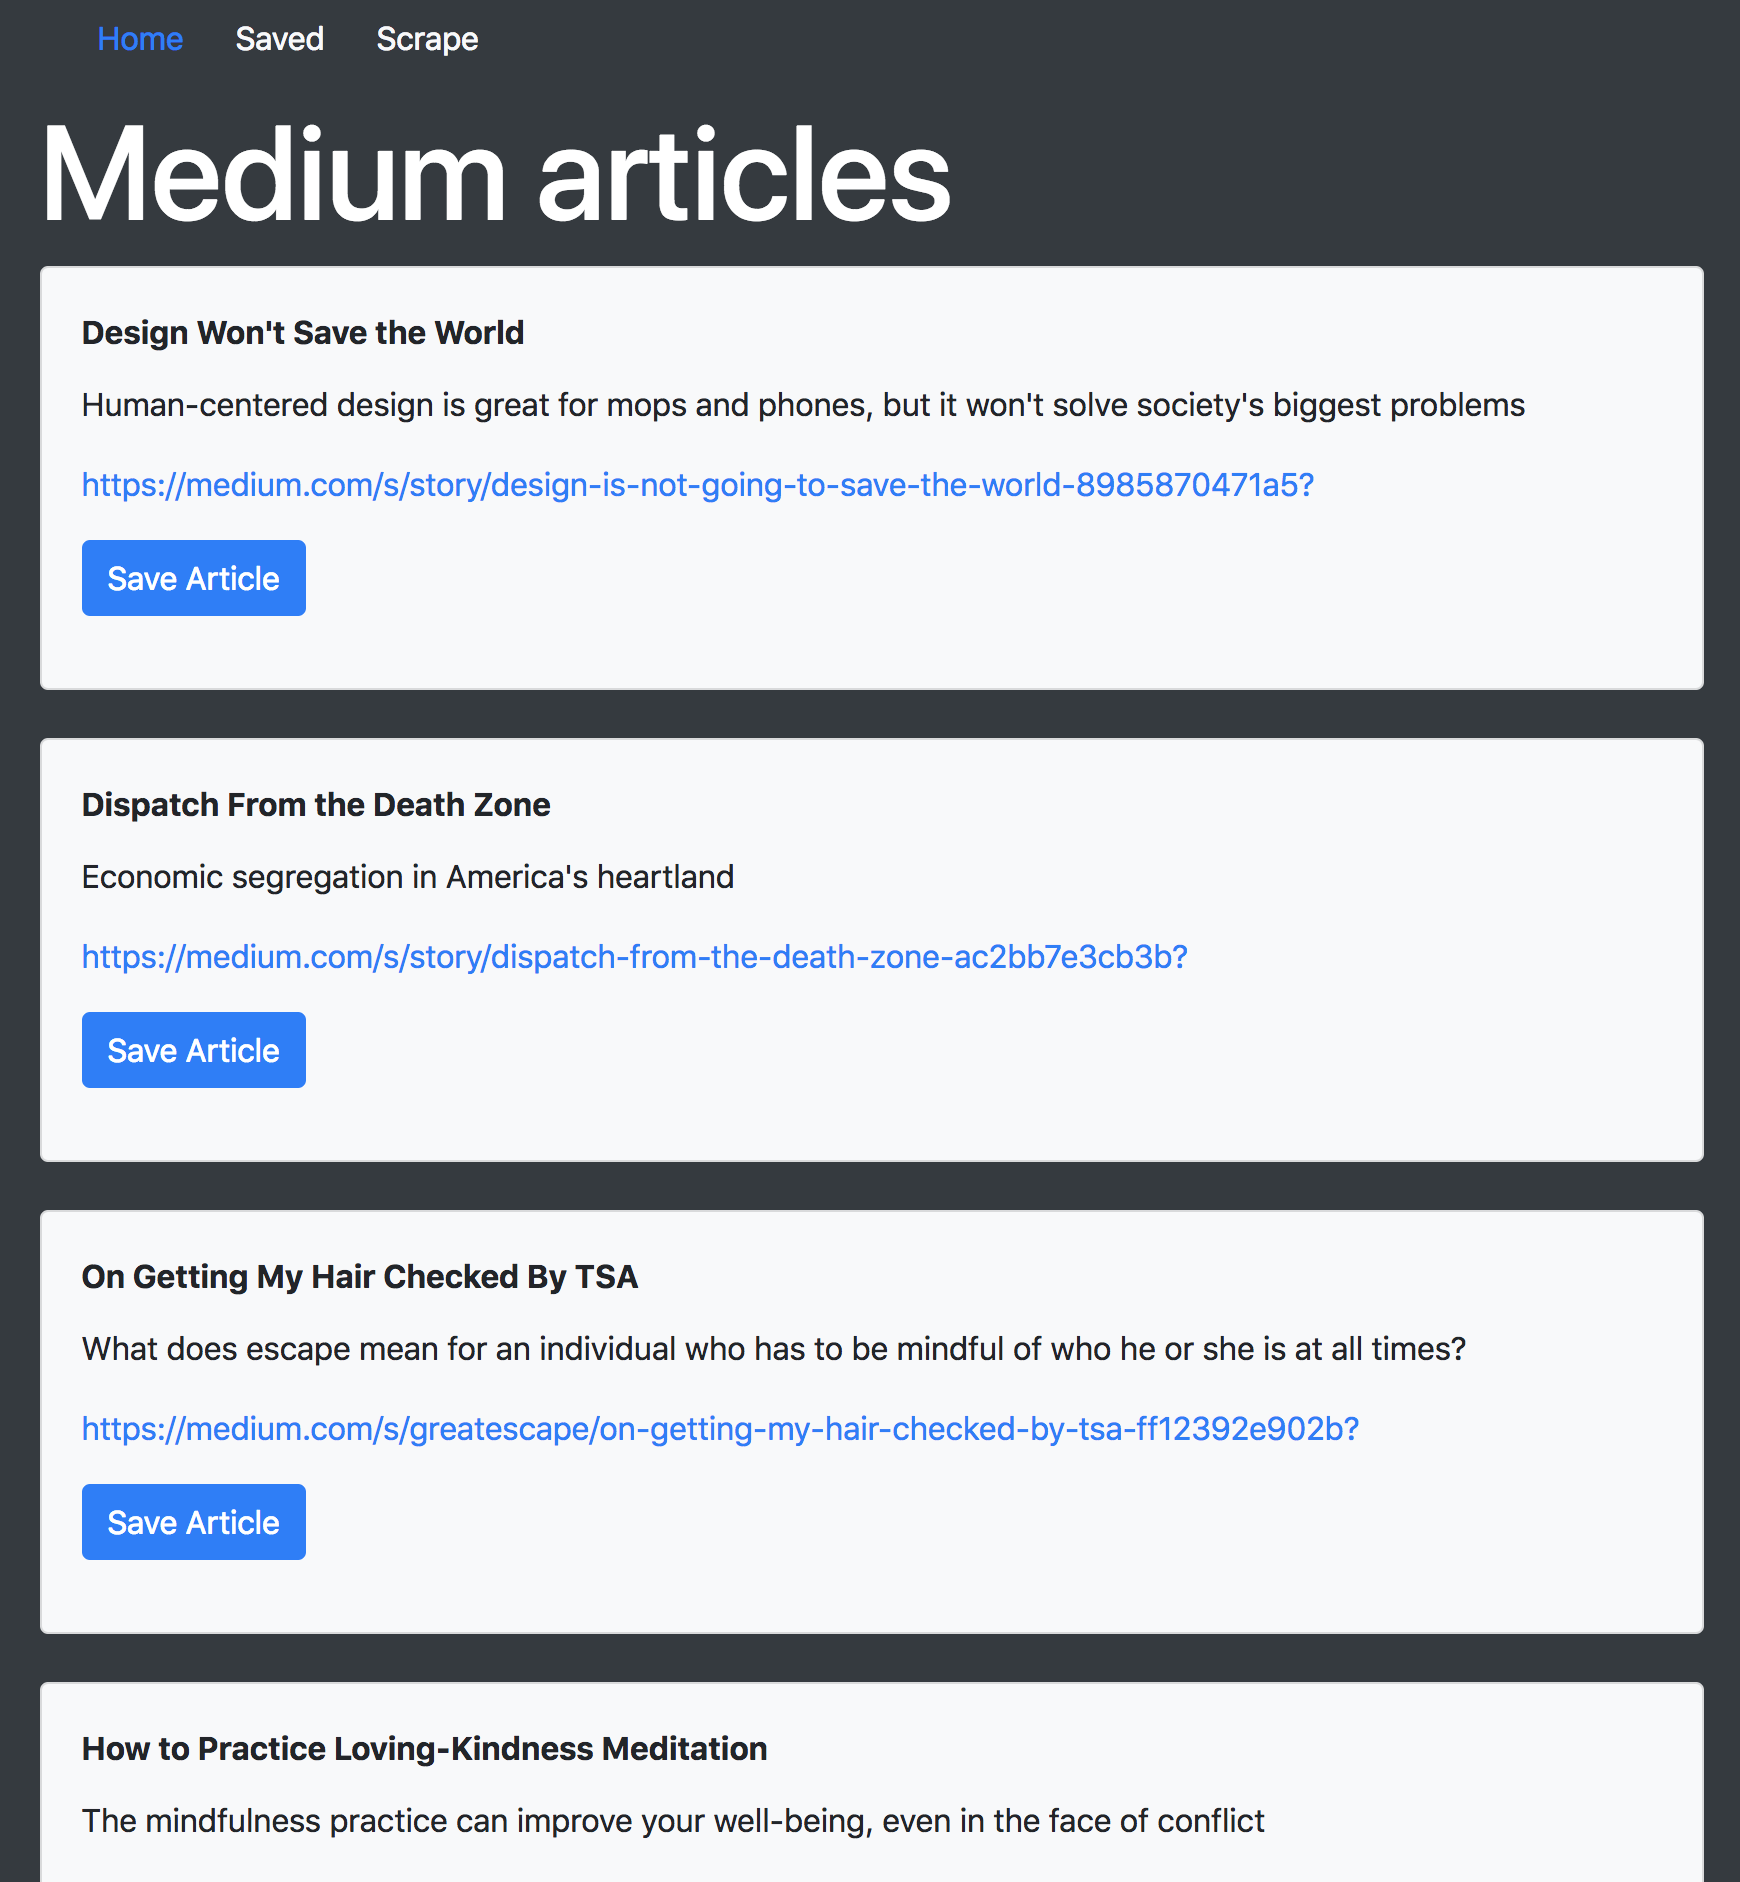 Home Saved Scrape
Medium articles
Design Won't Save the World
Human-centered design is great for mops and phones, but it won't solve society's biggest problems
https://medium.com/s/story/design-is-not-going-to-save-the-world-8985870471a5?
Save Article
Dispatch From the Death Zone
Economic segregation in America's heartland
https://medium.com/s/story/dispatch-from-the-death-zone-ac2bb7e3cb3b?
Save Article
On Getting My Hair Checked By TSA
What does escape mean for an individual who has to be mindful of who he or she is at all times?
https://medium.com/s/greatescape/on-getting-my-hair-checked-by-tsa-ff12392e902b?
Save Article
How to Practice Loving-Kindness Meditation
The mindfulness practice can improve your well-being, even in the face of conflict